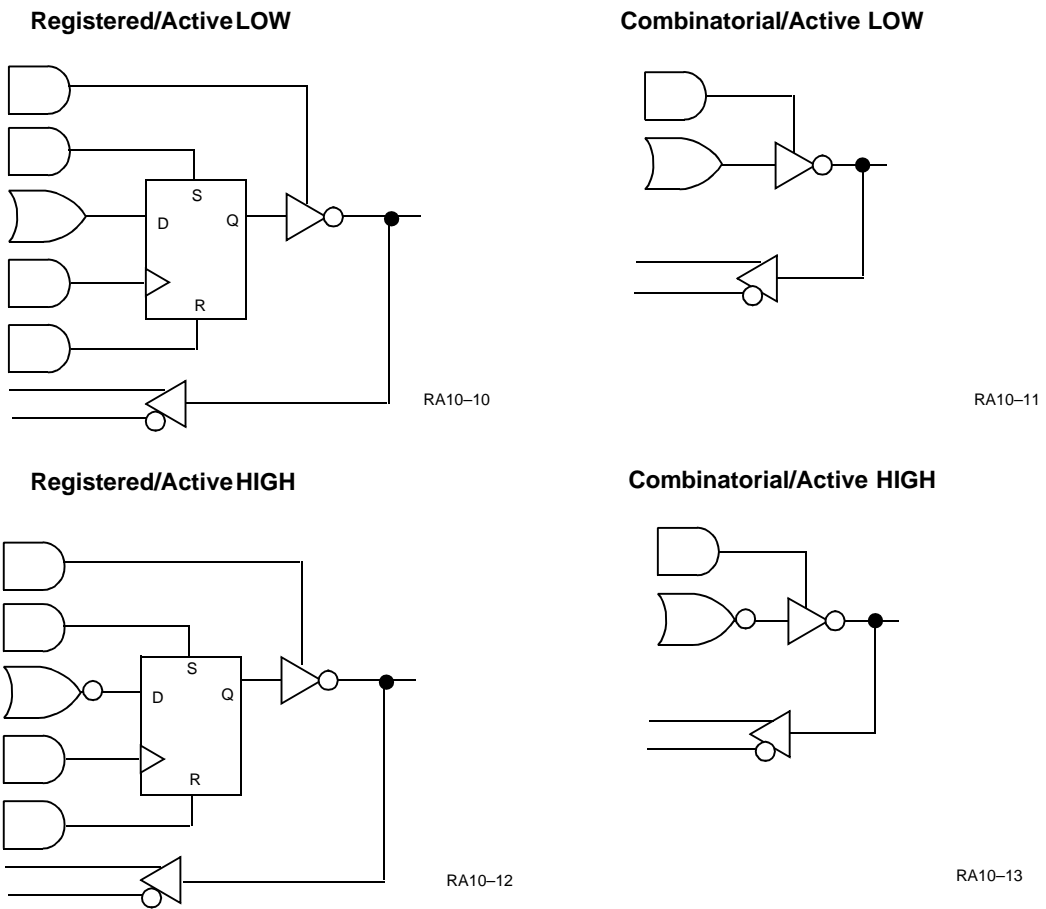 Registered/Active LOW
S
D
Q
R
RA10–10
Combinatorial/Active LOW
RA10–11
Registered/Active HIGH
S
D
Q
R
RA10–12
Combinatorial/Active HIGH
RA10–13